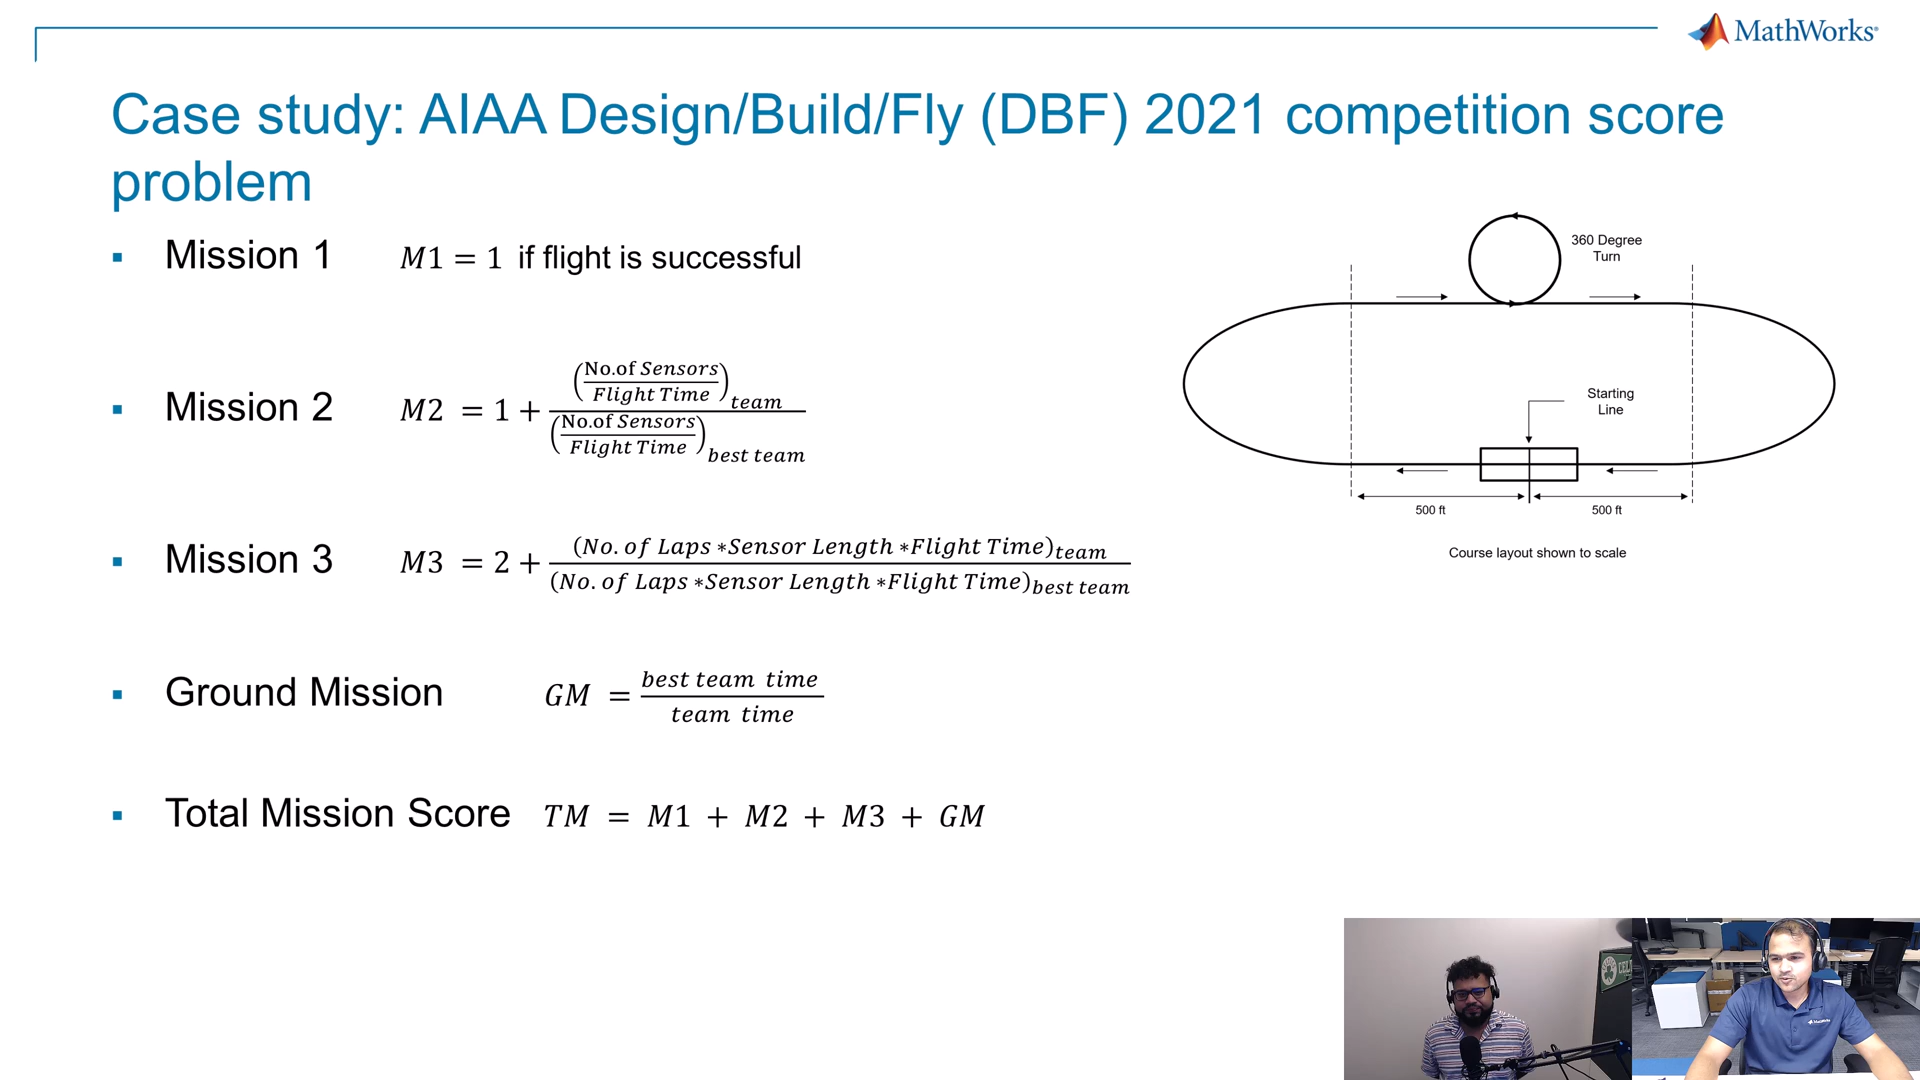 MathWorks®
Case study: AIAA Design/Build/Fly (DBF) 2021 competition score
problem
▪ Mission 1 M1 = 1 if flight is successful
▪ Mission 2 M2 = 1 + ((No.of Sensors / Flight Time) team) / ((No.of Sensors / Flight Time) best team)
▪ Mission 3 M3 = 2 + ((No. of Laps *Sensor Length *Flight Time) team) / ((No. of Laps *Sensor Length *Flight Time) best team)
▪ Ground Mission GM = best team time / team time
▪ Total Mission Score TM = M1 + M2 + M3 + GM
360 Degree
Turn
Starting
Line
500 ft 500 ft
Course layout shown to scale
CEL
MathWorks